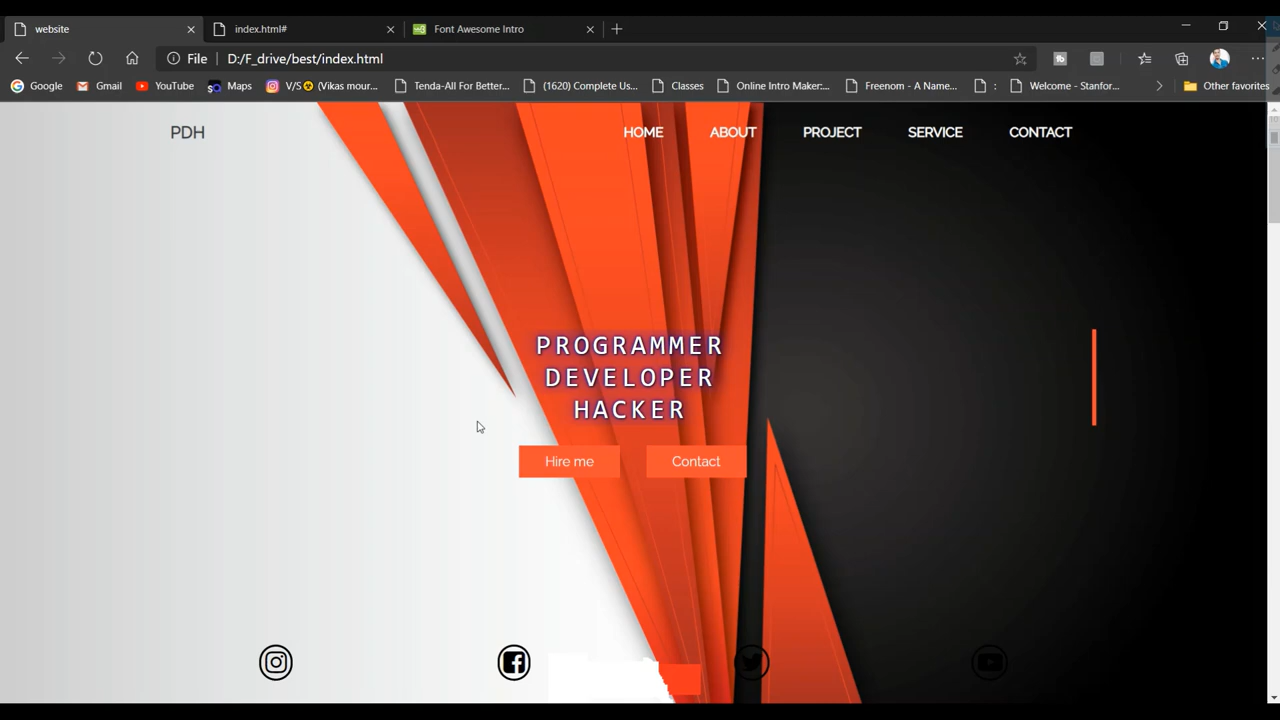 website
index.html#
Font Awesome Intro
File
D:/F_drive/best/index.html
Google
Gmail
YouTube
Maps
V/S☣(Vikas mour...
Tenda-All For Better...
(1620) Complete Us...
Classes
Online Intro Maker:...
Freenom - A Name...
:
Welcome - Stanfor...
Other favorites
PDH
HOME
ABOUT
PROJECT
SERVICE
CONTACT
PROGRAMMER
DEVELOPER
HACKER
Hire me
Contact